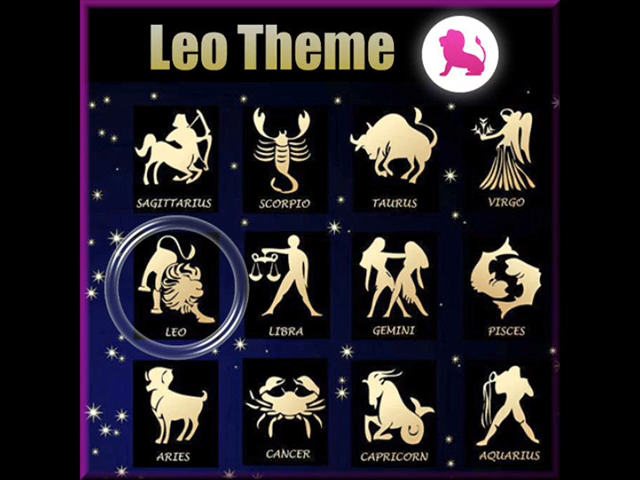 Leo Theme
SAGITTARIUS SCORPIO TAURUS VIRGO
LEO LIBRA GEMINI PISCES
ARIES CANCER CAPRICORN AQUARIUS